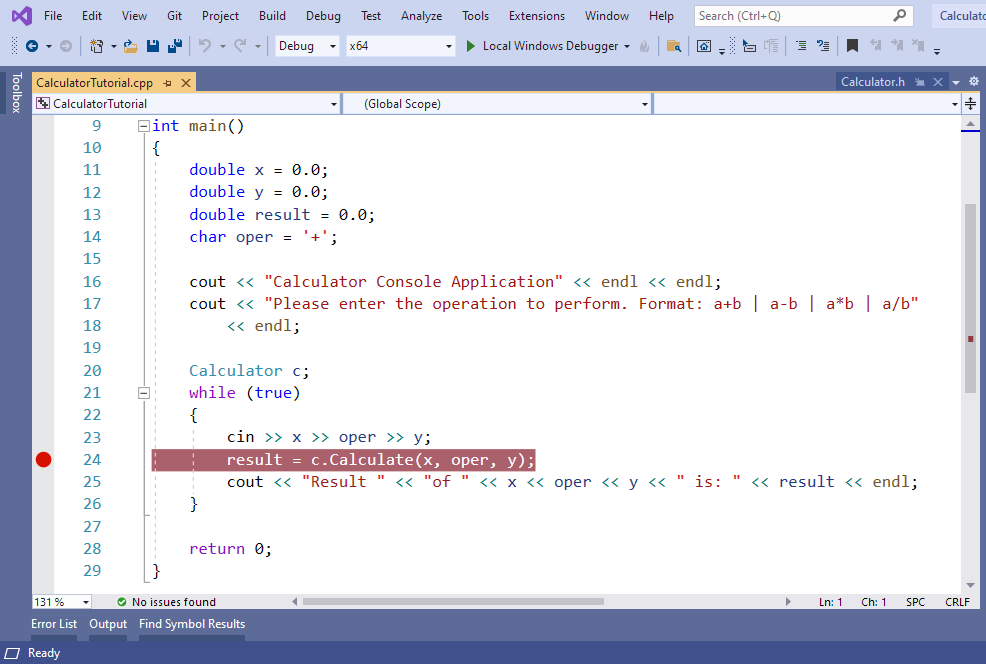 File Edit View Git Project Build Debug Test Analyze Tools Extensions Window Help Search (Ctrl+Q) Calculato
Debug x64 Local Windows Debugger
Toolbox
CalculatorTutorial.cpp Calculator.h
CalculatorTutorial (Global Scope)
9 int main()
10 {
11 double x = 0.0;
12 double y = 0.0;
13 double result = 0.0;
14 char oper = '+';
15
16 cout << "Calculator Console Application" << endl << endl;
17 cout << "Please enter the operation to perform. Format: a+b | a-b | a*b | a/b"
18 << endl;
19
20 Calculator c;
21 while (true)
22 {
23 cin >> x >> oper >> y;
24 result = c.Calculate(x, oper, y);
25 cout << "Result " << "of " << x << oper << y << " is: " << result << endl;
26 }
27
28 return 0;
29 }
131 % No issues found Ln: 1 Ch: 1 SPC CRLF
Error List Output Find Symbol Results
Ready